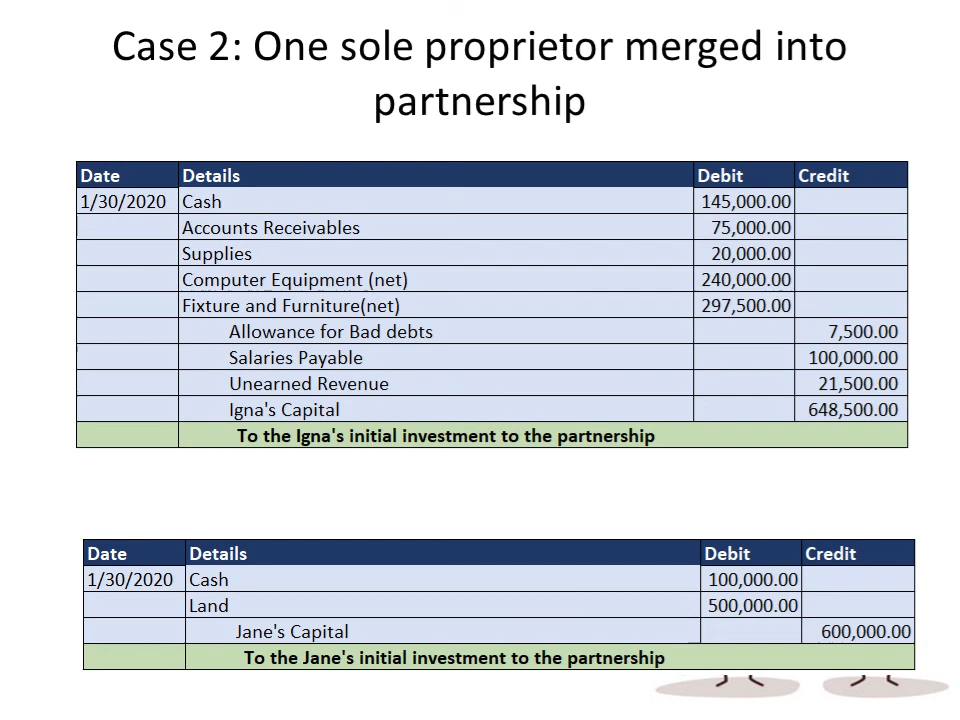 Case 2: One sole proprietor merged into
partnership
Date Details Debit Credit
1/30/2020 Cash 145,000.00
Accounts Receivables 75,000.00
Supplies 20,000.00
Computer Equipment (net) 240,000.00
Fixture and Furniture(net) 297,500.00
Allowance for Bad debts 7,500.00
Salaries Payable 100,000.00
Unearned Revenue 21,500.00
Igna's Capital 648,500.00
To the Igna's initial investment to the partnership
Date Details Debit Credit
1/30/2020 Cash 100,000.00
Land 500,000.00
Jane's Capital 600,000.00
To the Jane's initial investment to the partnership